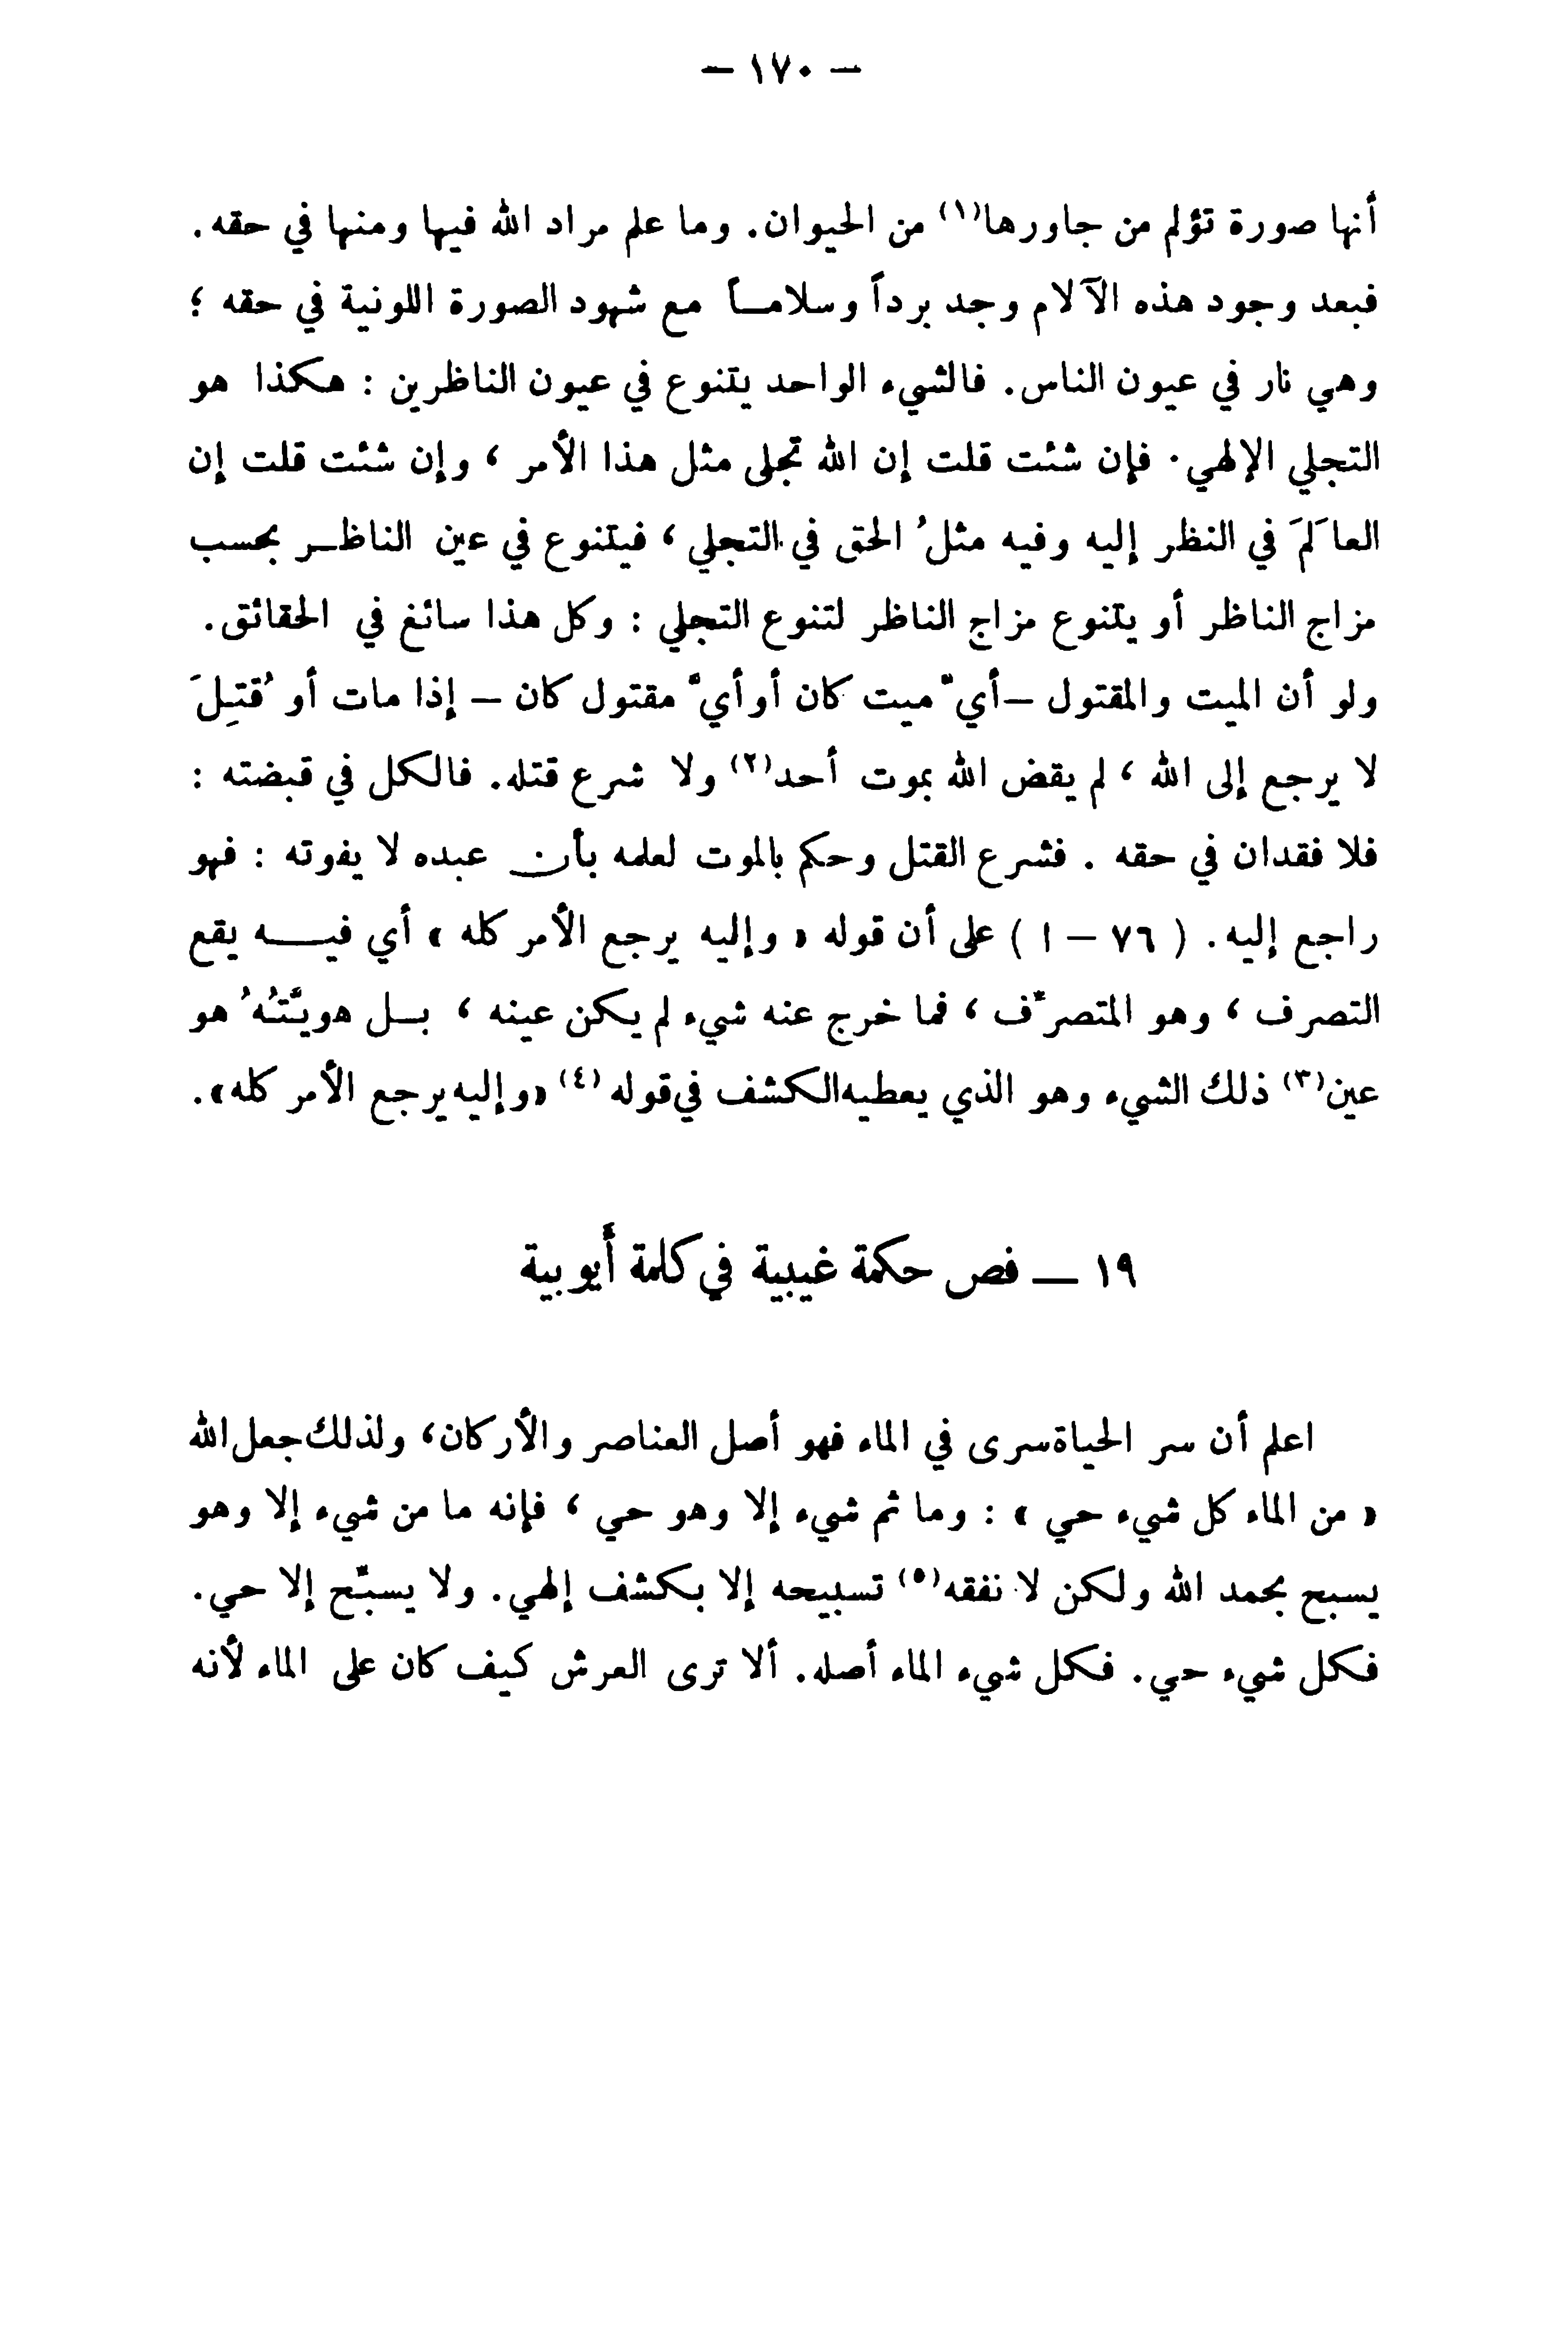 — ١٧٠ —
أنها صورة تؤلم من جاورها(١) من الحيوان. وما علم مراد الله فيها ومنها في حقه.
فبعد وجود هذه الآلام وجد برداً وسلامـاً مع شهود الصورة اللونية في حقه ؛
وهي نار في عيون الناس. فالشيء الواحد يتنوع في عيون الناظرين : هكذا هو
التجلي الإلهي. فإن شئت قلت إن الله تجلى مثل هذا الأمر ، وإن شئت قلت إن
العالَمَ في النظر إليه وفيه مثلُ الحق في التجلي ، فيتنوع في عين الناظـر بحسب
مزاج الناظر أو يتنوع مزاج الناظر لتنوع التجلي : وكل هذا سائغ في الحقائق.
ولو أن الميت والمقتول — أيّ ميت كان أو أيّ مقتول كان — إذا مات أو قُتِلَ
لا يرجع إلى الله ، لم يقض الله بموت أحد(٢) ولا شرع قتله. فالكل في قبضته :
فلا فقدان في حقه . فشرع القتل وحكم بالموت لعلمه بأن عبده لا يفوته : فهو
راجع إليه. ( ٧٦ — ا ) على أن قوله « وإليه يرجع الأمر كله » أي فيـــه يقع
التصرف ، وهو المتصرّف ، فما خرج عنه شيء لم يكن عينه ، بـل هويَّتُهُ هو
عين(٣) ذلك الشيء وهو الذي يعطيه الكشف في قوله (٤) «وإليه يرجع الأمر كله».
١٩ — فص حكمة غيبية في كلمة أيوبية
اعلم أن سر الحياة سرى في الماء فهو أصل العناصر والأركان، ولذلك جعل الله
« من الماء كل شيء حي » : وما ثم شيء إلا وهو حي ، فإنه ما من شيء إلا وهو
يسبح بحمد الله ولكن لا نفقه(٥) تسبيحه إلا بكشف إلهي. ولا يسبّح إلا حي.
فكل شيء حي. فكل شيء الماء أصله. ألا ترى العرش كيف كان على الماء لأنه